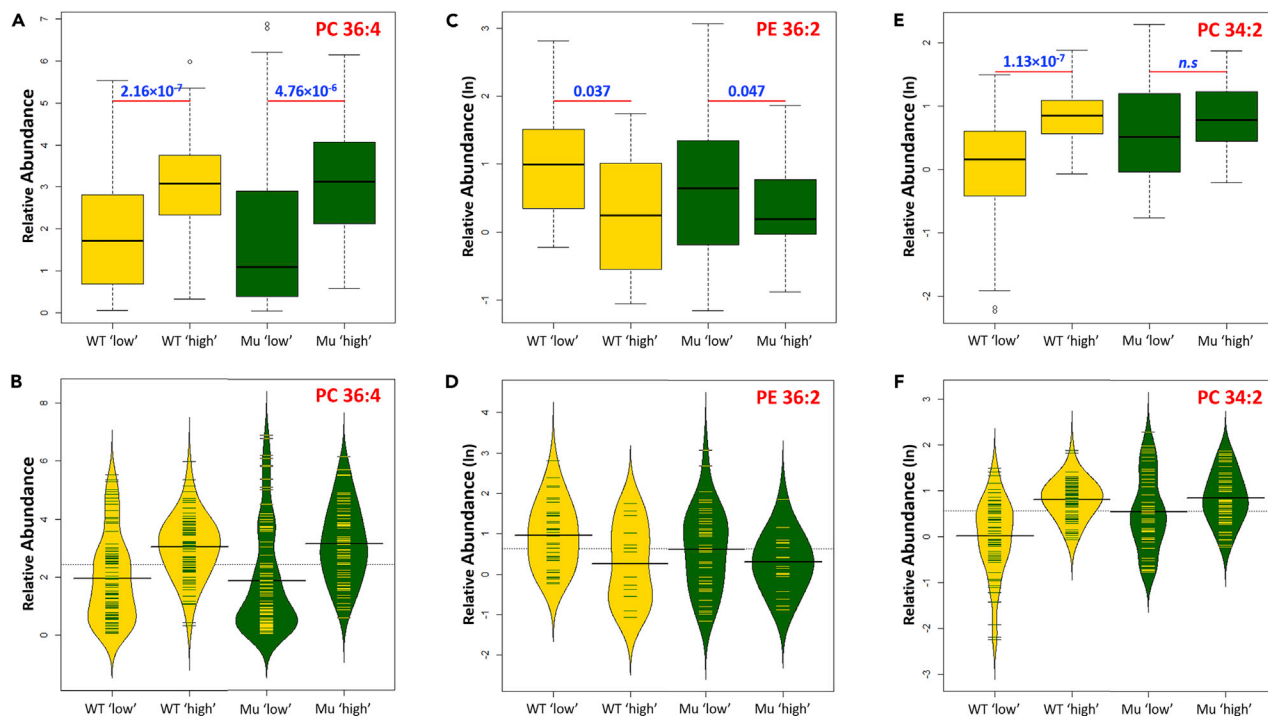 A
PC 36:4
Relative Abundance
7
6
5
4
3
2
1
0
2.16×10-7
4.76×10-6
WT 'low'
WT 'high'
Mu 'low'
Mu 'high'
C
PE 36:2
Relative Abundance (ln)
3
2
1
0
-1
0.037
0.047
WT 'low'
WT 'high'
Mu 'low'
Mu 'high'
E
PC 34:2
Relative Abundance (ln)
2
1
0
-1
-2
1.13×10-7
n.s
WT 'low'
WT 'high'
Mu 'low'
Mu 'high'
B
PC 36:4
Relative Abundance
8
6
4
2
0
WT 'low'
WT 'high'
Mu 'low'
Mu 'high'
D
PE 36:2
Relative Abundance (ln)
4
3
2
1
0
-1
-2
WT 'low'
WT 'high'
Mu 'low'
Mu 'high'
F
PC 34:2
Relative Abundance (ln)
3
2
1
0
-1
-2
-3
WT 'low'
WT 'high'
Mu 'low'
Mu 'high'